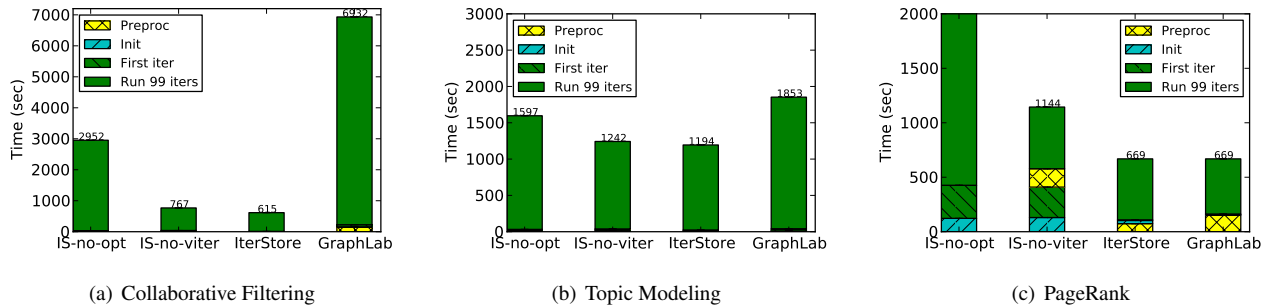 7000
6000
5000
4000
3000
2000
1000
0
Time (sec)
Preproc
Init
First iter
Run 99 iters
2952
767
615
6932
IS-no-opt IS-no-viter IterStore GraphLab
(a) Collaborative Filtering
3000
2500
2000
1500
1000
500
0
Time (sec)
Preproc
Init
First iter
Run 99 iters
1597
1242
1194
1853
IS-no-opt IS-no-viter IterStore GraphLab
(b) Topic Modeling
2000
1500
1000
500
0
Time (sec)
Preproc
Init
First iter
Run 99 iters
1144
669
669
IS-no-opt IS-no-viter IterStore GraphLab
(c) PageRank